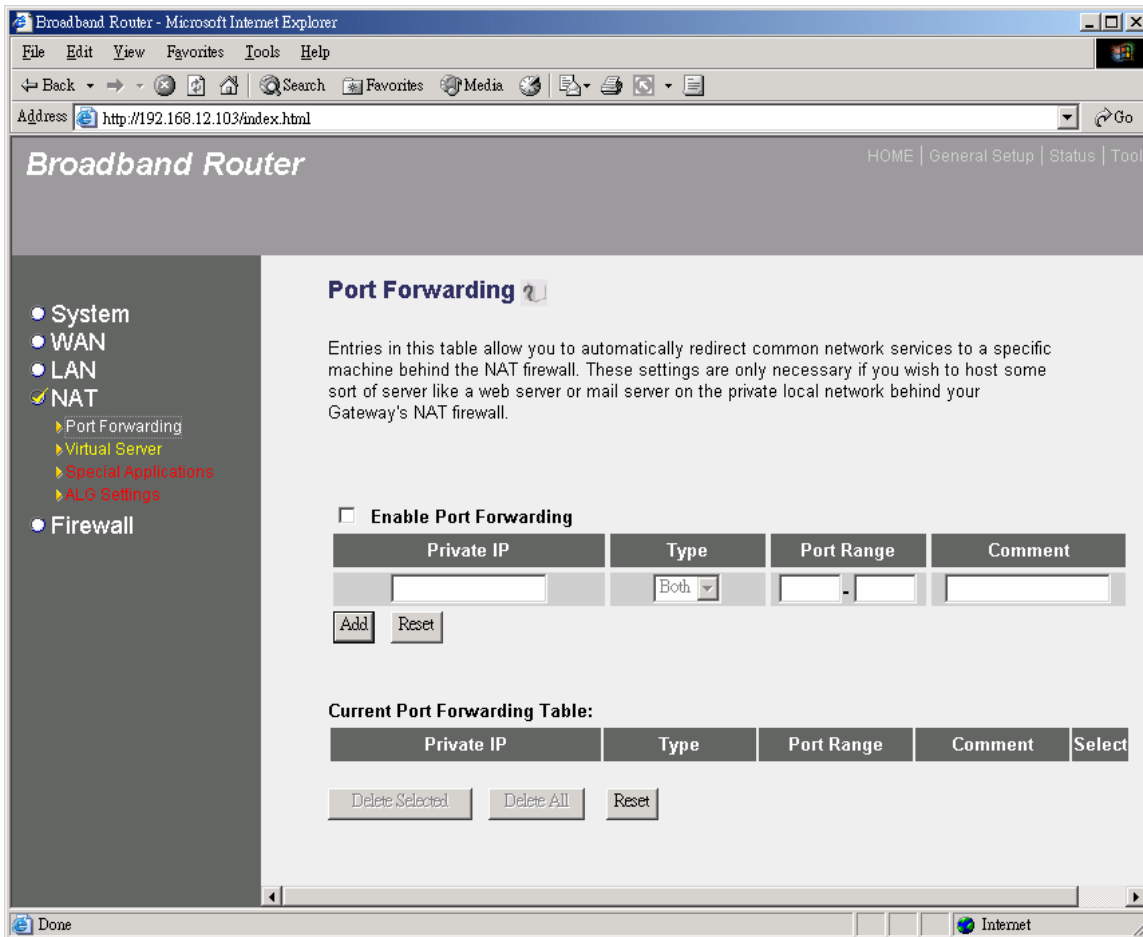 Broadband Router - Microsoft Internet Explorer
File Edit View Favorites Tools Help
Back Search Favorites Media
Address http://192.168.12.103/index.html Go
Broadband Router
HOME | General Setup | Status | Tool
System
WAN
LAN
NAT
Port Forwarding
Virtual Server
Special Applications
ALG Settings
Firewall
Port Forwarding
Entries in this table allow you to automatically redirect common network services to a specific
machine behind the NAT firewall. These settings are only necessary if you wish to host some
sort of server like a web server or mail server on the private local network behind your
Gateway's NAT firewall.
Enable Port Forwarding
Private IP Type Port Range Comment
Both -
Add Reset
Current Port Forwarding Table:
Private IP Type Port Range Comment Select
Delete Selected Delete All Reset
Done Internet